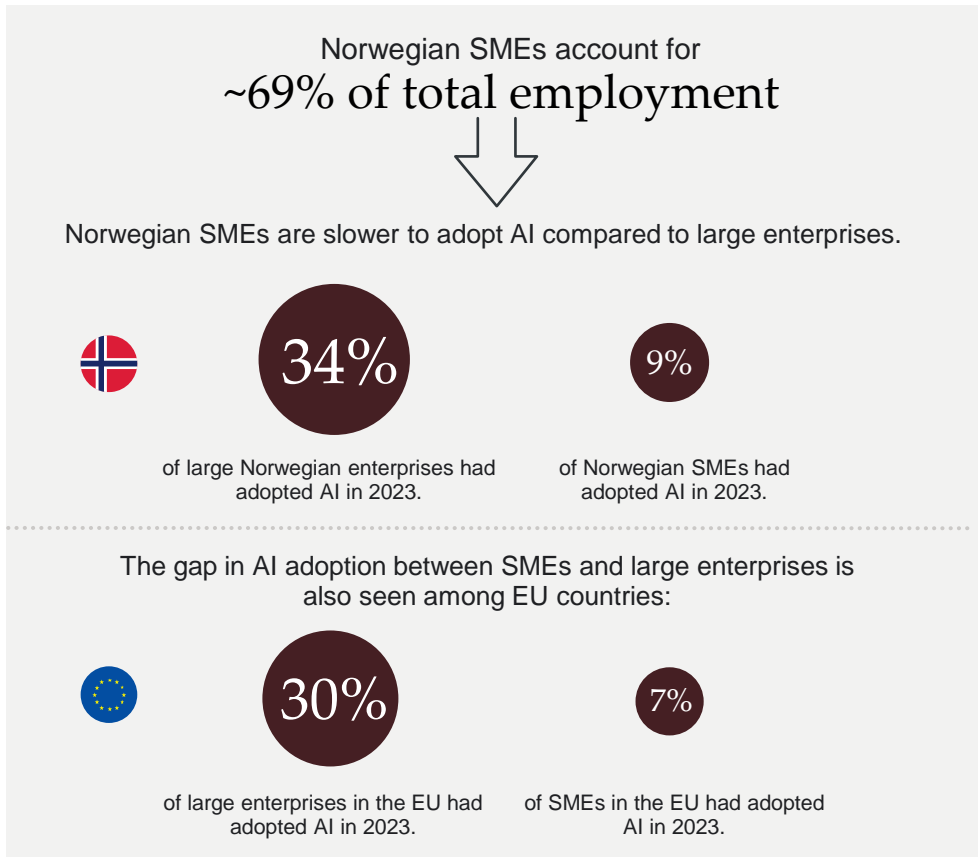 Norwegian SMEs account for
~69% of total employment
Norwegian SMEs are slower to adopt AI compared to large enterprises.
34%
9%
of large Norwegian enterprises had
adopted AI in 2023.
of Norwegian SMEs had
adopted AI in 2023.
The gap in AI adoption between SMEs and large enterprises is
also seen among EU countries:
30%
7%
of large enterprises in the EU had
adopted AI in 2023.
of SMEs in the EU had adopted
AI in 2023.